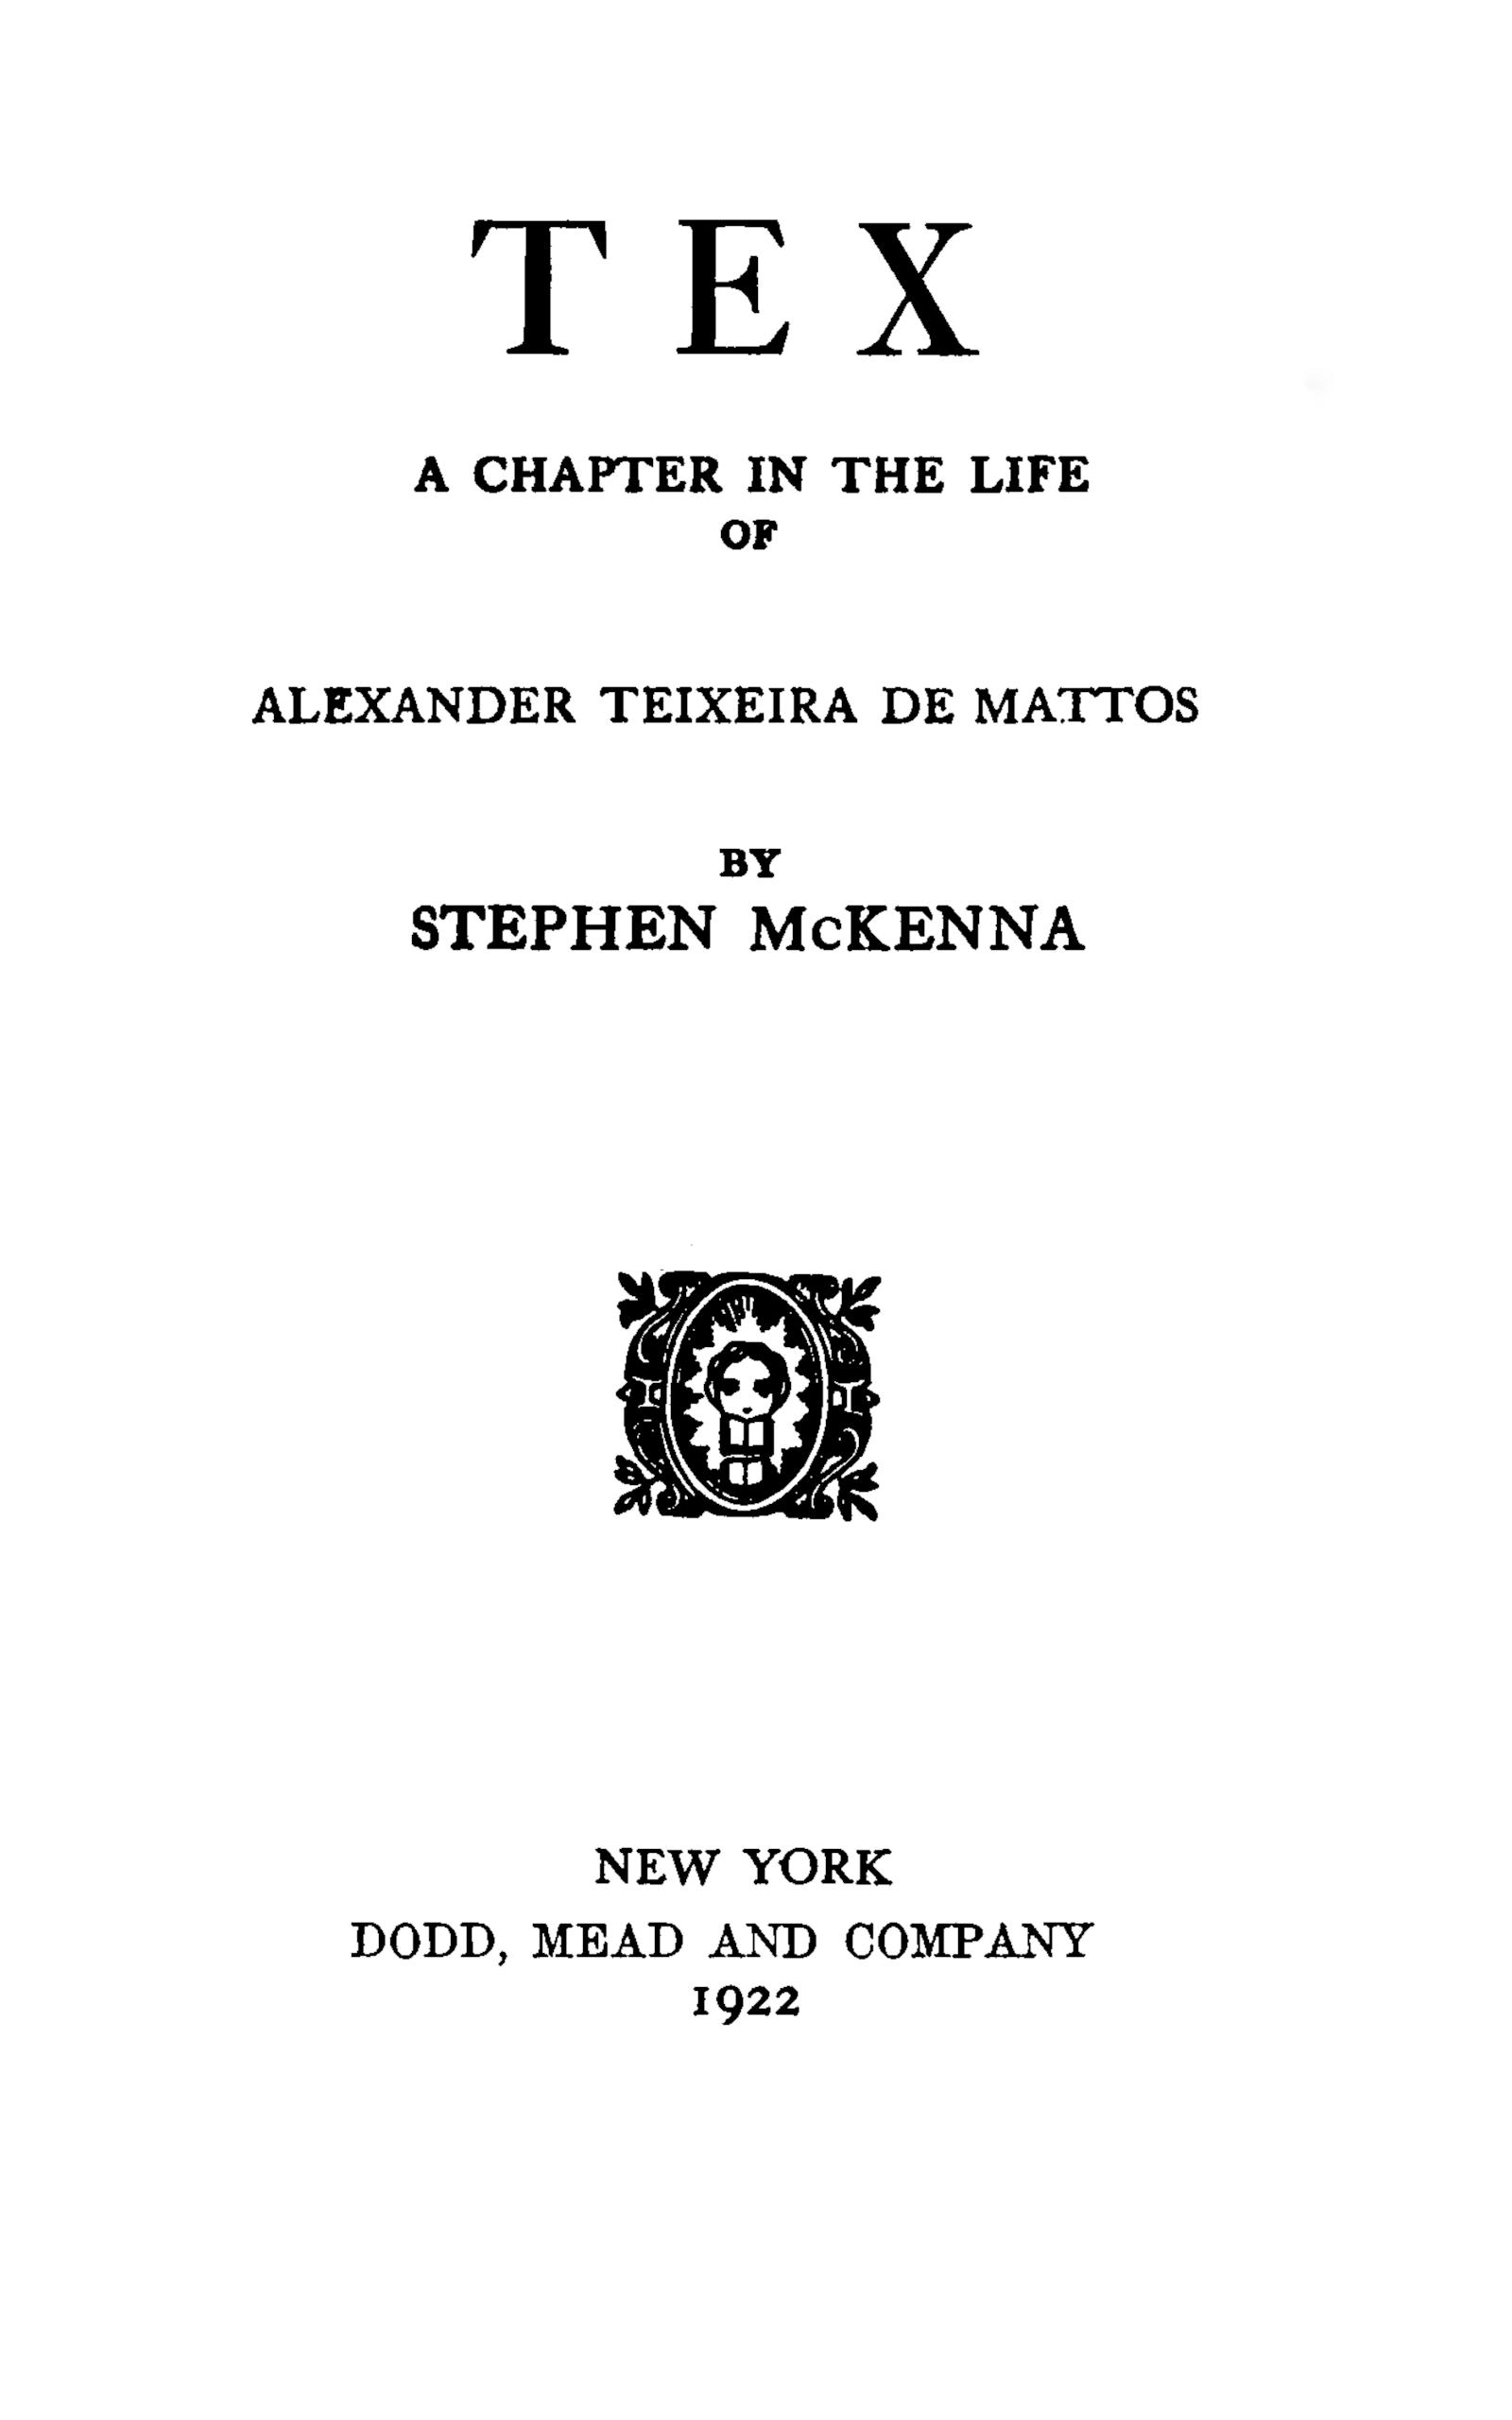 TEX
A CHAPTER IN THE LIFE
OF
ALEXANDER TEIXEIRA DE MATTOS
BY
STEPHEN McKENNA
NEW YORK
DODD, MEAD AND COMPANY
1922